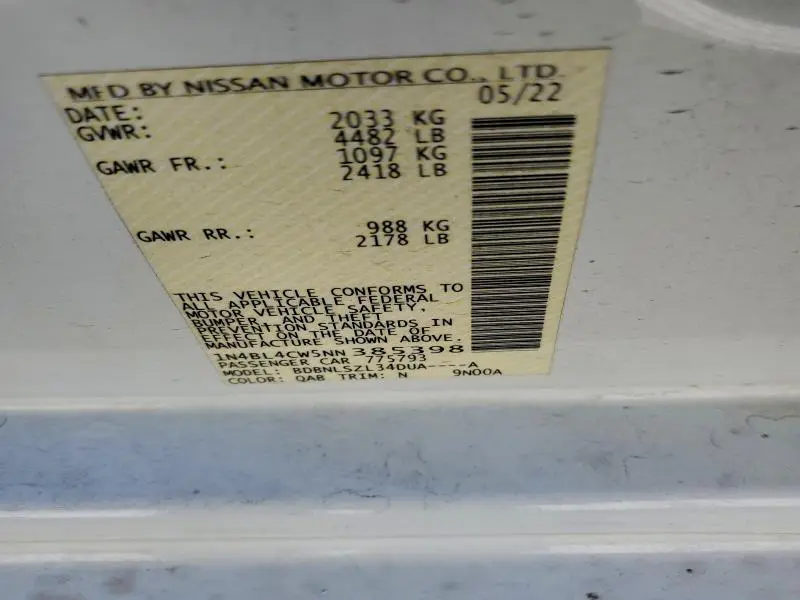 MFD BY NISSAN MOTOR CO., LTD.
DATE: 05/22
GVWR: 2033 KG
4482 LB
GAWR FR.: 1097 KG
2418 LB
GAWR RR.: 988 KG
2178 LB
THIS VEHICLE CONFORMS TO
ALL APPLICABLE FEDERAL
MOTOR VEHICLE SAFETY,
BUMPER, AND THEFT
PREVENTION STANDARDS IN
EFFECT ON THE DATE OF
MANUFACTURE SHOWN ABOVE.
1N4BL4CW5NN385398
PASSENGER CAR 775793
MODEL: BDBNLSZL34DUA----A
COLOR: QAB TRIM: N 9N00A